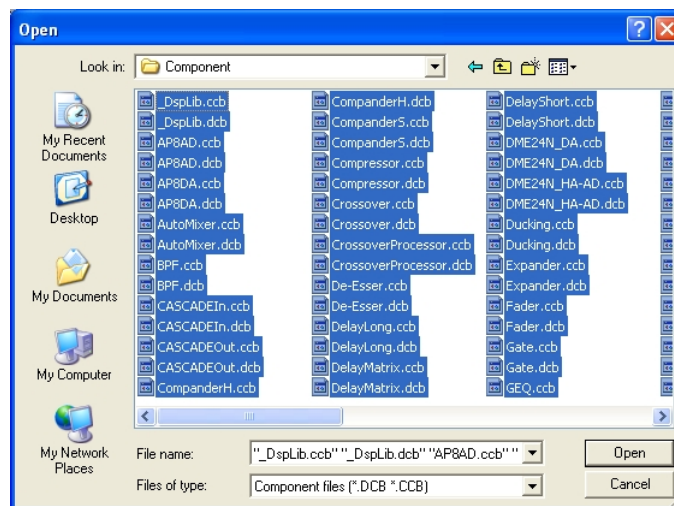 Open
Look in:
Component
My Recent
Documents
Desktop
My Documents
My Computer
My Network
Places
_DspLib.ccb
_DspLib.dcb
AP8AD.ccb
AP8AD.dcb
AP8DA.ccb
AP8DA.dcb
AutoMixer.ccb
AutoMixer.dcb
BPF.ccb
BPF.dcb
CASCADEIn.ccb
CASCADEIn.dcb
CASCADEOut.ccb
CASCADEOut.dcb
CompanderH.ccb
CompanderH.dcb
CompanderS.ccb
CompanderS.dcb
Compressor.ccb
Compressor.dcb
Crossover.ccb
Crossover.dcb
CrossoverProcessor.ccb
CrossoverProcessor.dcb
De-Esser.ccb
De-Esser.dcb
DelayLong.ccb
DelayLong.dcb
DelayMatrix.ccb
DelayMatrix.dcb
DelayShort.ccb
DelayShort.dcb
DME24N_DA.ccb
DME24N_DA.dcb
DME24N_HA-AD.ccb
DME24N_HA-AD.dcb
Ducking.ccb
Ducking.dcb
Expander.ccb
Expander.dcb
Fader.ccb
Fader.dcb
Gate.ccb
Gate.dcb
GEQ.ccb
File name:
"_DspLib.ccb" "_DspLib.dcb" "AP8AD.ccb" "
Open
Files of type:
Component files (*.DCB *.CCB)
Cancel